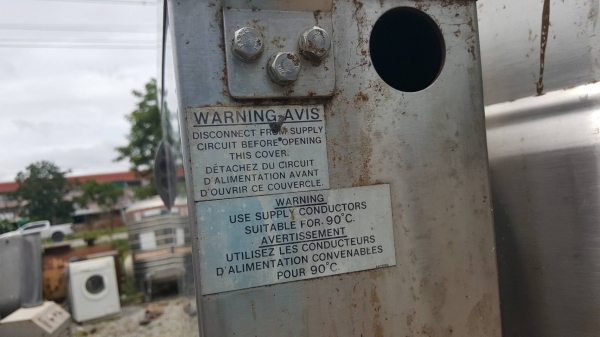 WARNING AVIS
DISCONNECT FROM SUPPLY
CIRCUIT BEFORE OPENING
THIS COVER.
DÉTACHEZ DU CIRCUIT
D'ALIMENTATION AVANT
D'OUVRIR CE COUVERCLE.
WARNING
USE SUPPLY CONDUCTORS
SUITABLE FOR 90°C.
AVERTISSEMENT
UTILISEZ LES CONDUCTEURS
D'ALIMENTATION CONVENABLES
POUR 90°C.